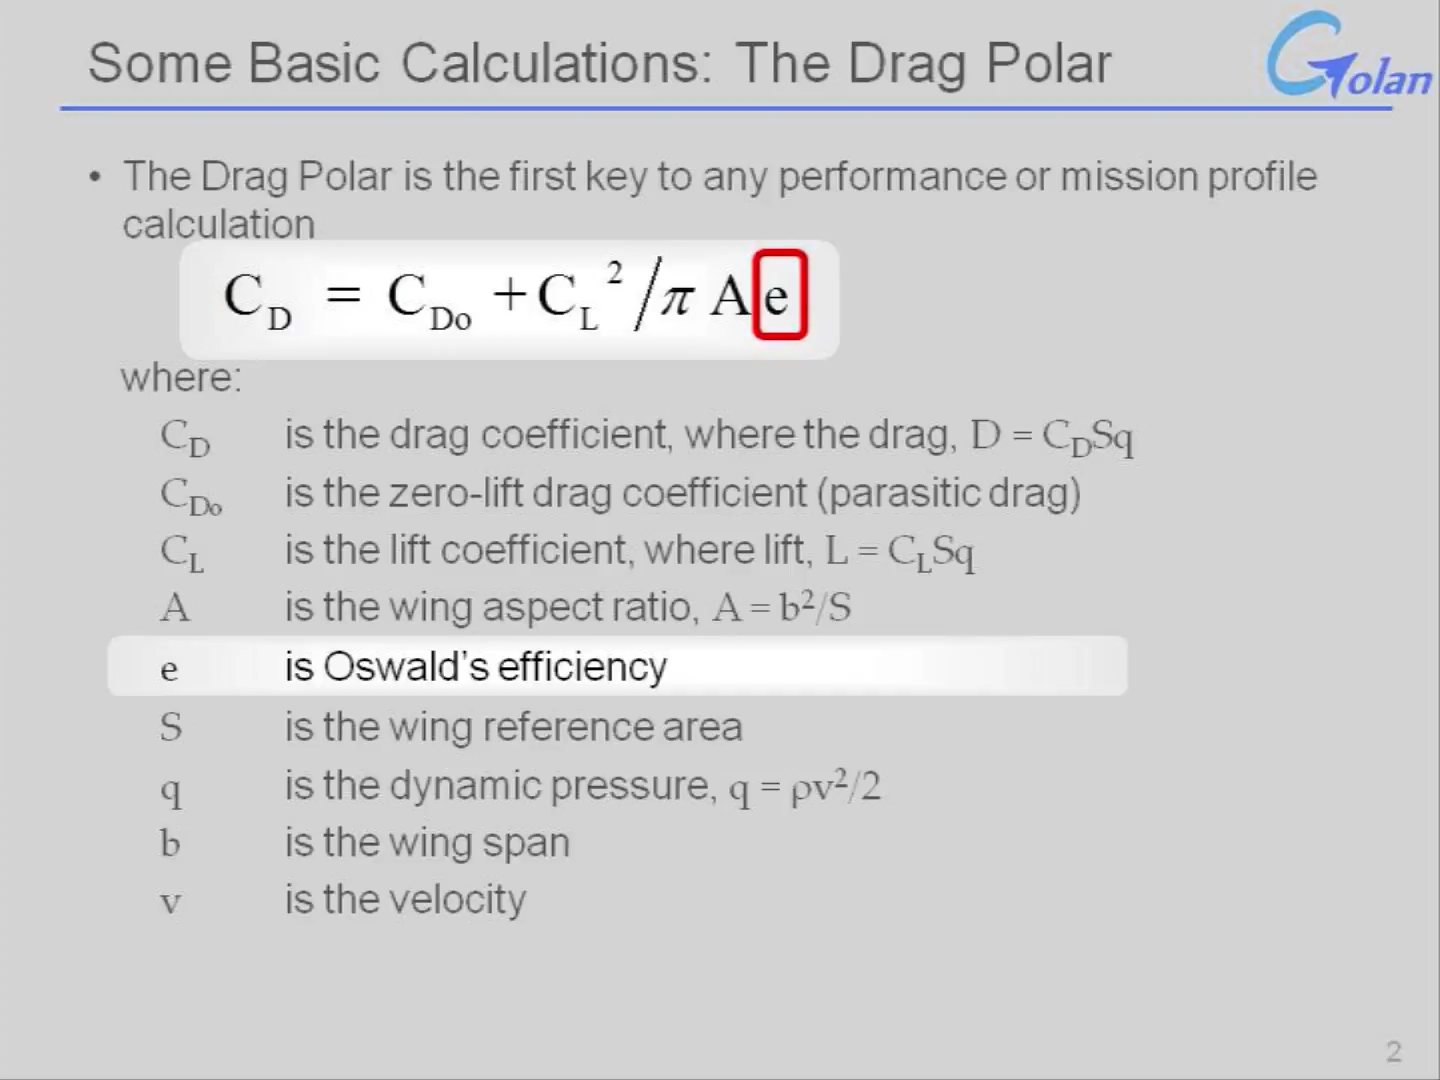 Some Basic Calculations: The Drag Polar
Golan
• The Drag Polar is the first key to any performance or mission profile
calculation
C_D = C_Do + C_L²/π A e
where:
C_D is the drag coefficient, where the drag, D = C_DSq
C_Do is the zero-lift drag coefficient (parasitic drag)
C_L is the lift coefficient, where lift, L = C_LSq
A is the wing aspect ratio, A = b²/S
e is Oswald's efficiency
S is the wing reference area
q is the dynamic pressure, q = ρv²/2
b is the wing span
v is the velocity
2